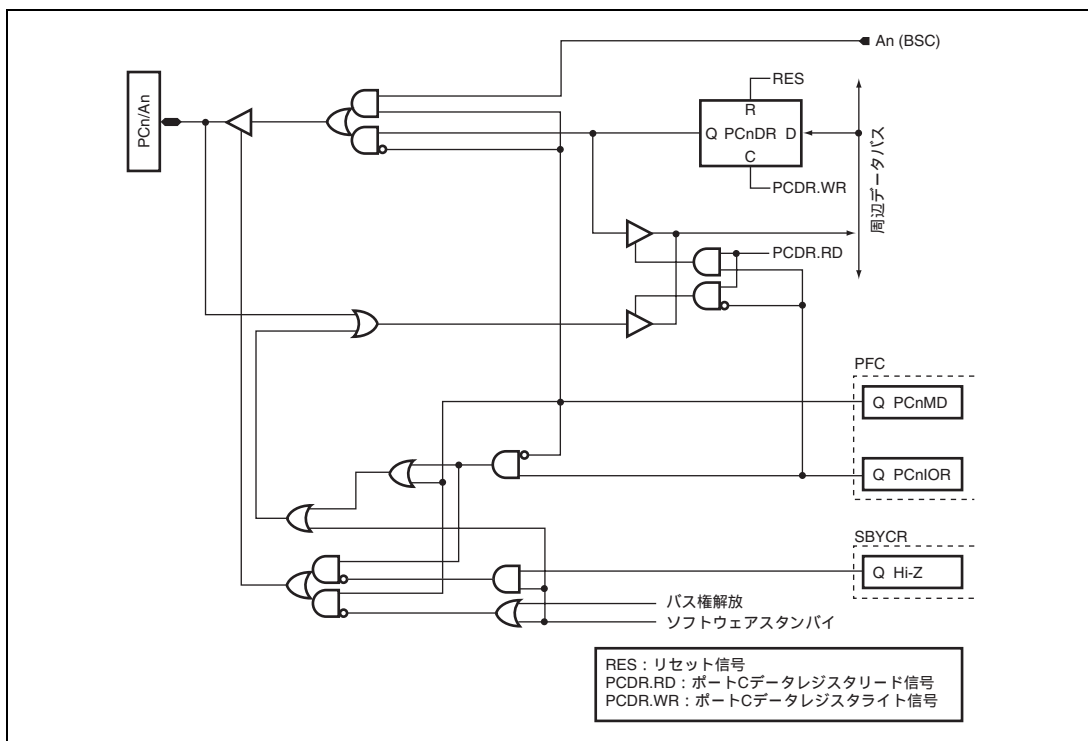 An (BSC)
PCn/An
RES
R
Q PCnDR D
C
PCDR.WR
周辺データバス
PCDR.RD
PFC
Q PCnMD
Q PCnIOR
SBYCR
Q Hi-Z
バス権解放
ソフトウェアスタンバイ
RES：リセット信号
PCDR.RD：ポートCデータレジスタリード信号
PCDR.WR：ポートCデータレジスタライト信号